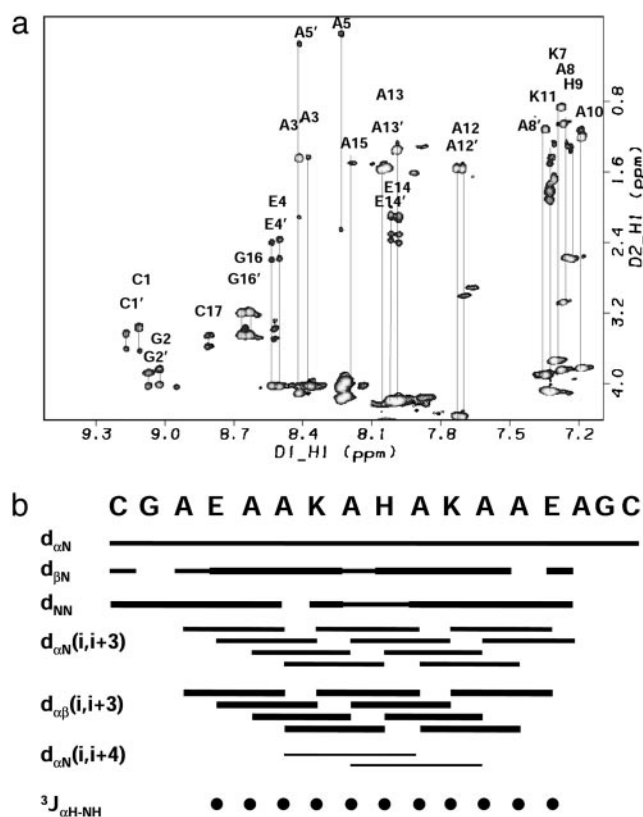 a
A5′ A5
K7
A8
H9
A13
K11
A3 A3 A15 A13′ A12 A8′ A10
A12′
E4 E14
E4′ E14′
G16
C1 G16′
C1′ C17
G2
G2′
0.8
1.6
2.4
3.2
4.0
D2_H1 (ppm)
9.3 9.0 8.7 8.4 8.1 7.8 7.5 7.2
D1_H1 (ppm)
b
C G A E A A K A H A K A A E A G C
dαN
dβN
dNN
dαN(i,i+3)
dαβ(i,i+3)
dαN(i,i+4)
³JαH-NH